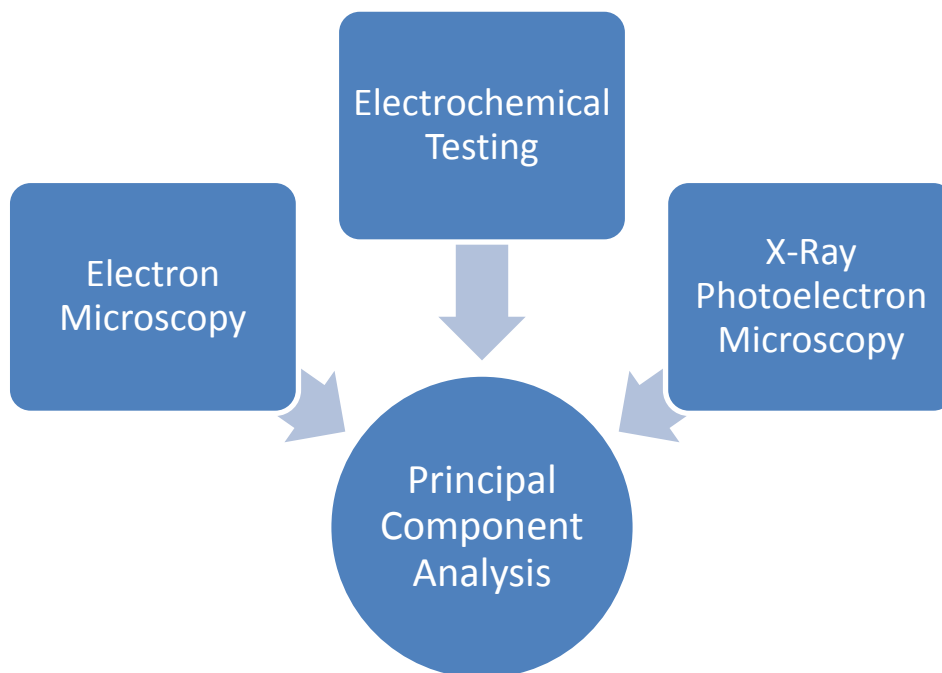 Electrochemical
Testing
Electron
Microscopy
X-Ray
Photoelectron
Microscopy
Principal
Component
Analysis